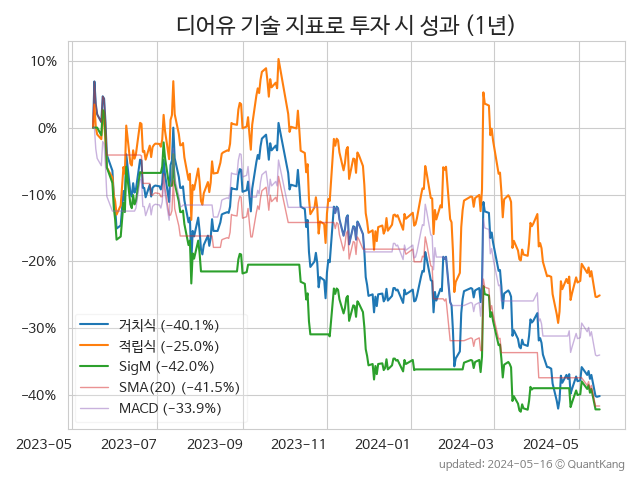 디어유 기술 지표로 투자 시 성과 (1년)
10%
0%
−10%
−20%
−30%
−40%
거치식 (−40.1%)
적립식 (−25.0%)
SigM (−42.0%)
SMA(20) (−41.5%)
MACD (−33.9%)
2023-05 2023-07 2023-09 2023-11 2024-01 2024-03 2024-05
updated: 2024-05-16 © QuantKang